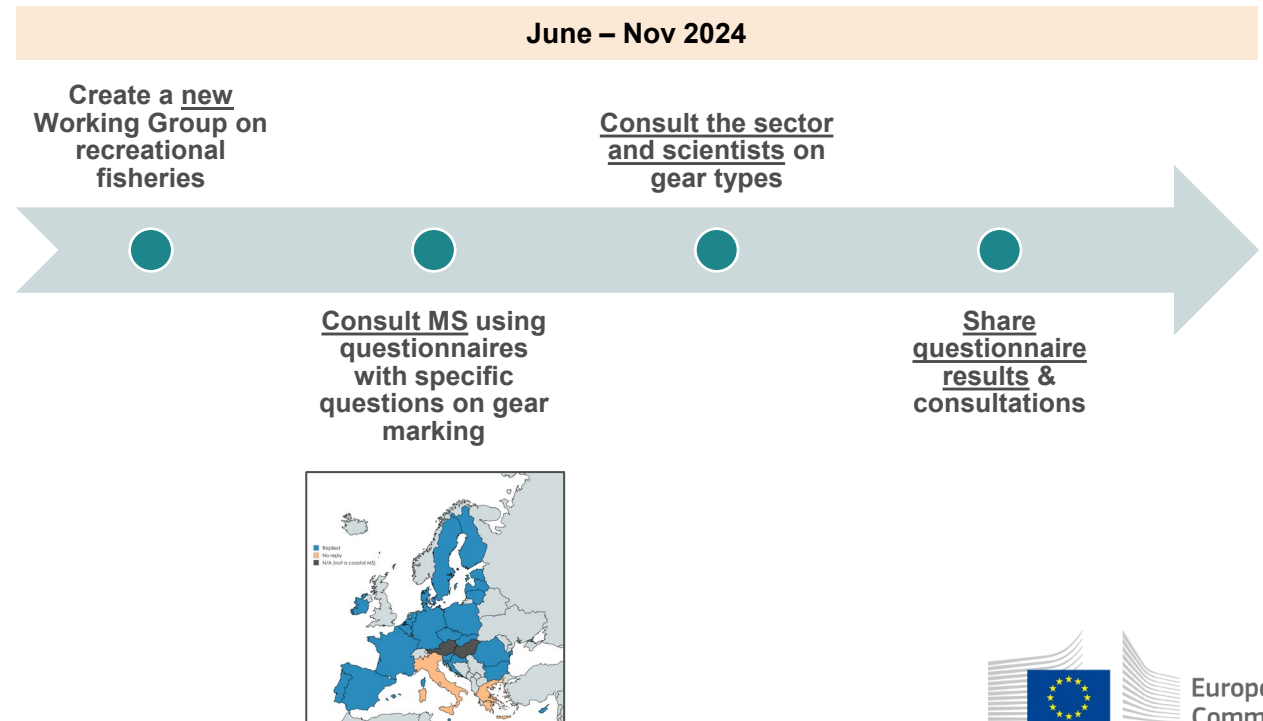 June – Nov 2024
Create a new
Working Group on
recreational
fisheries
Consult the sector
and scientists on
gear types
Consult MS using
questionnaires
with specific
questions on gear
marking
Share
questionnaire
results &
consultations
Replied
No reply
N/A (not a coastal MS)
Europe
Comm